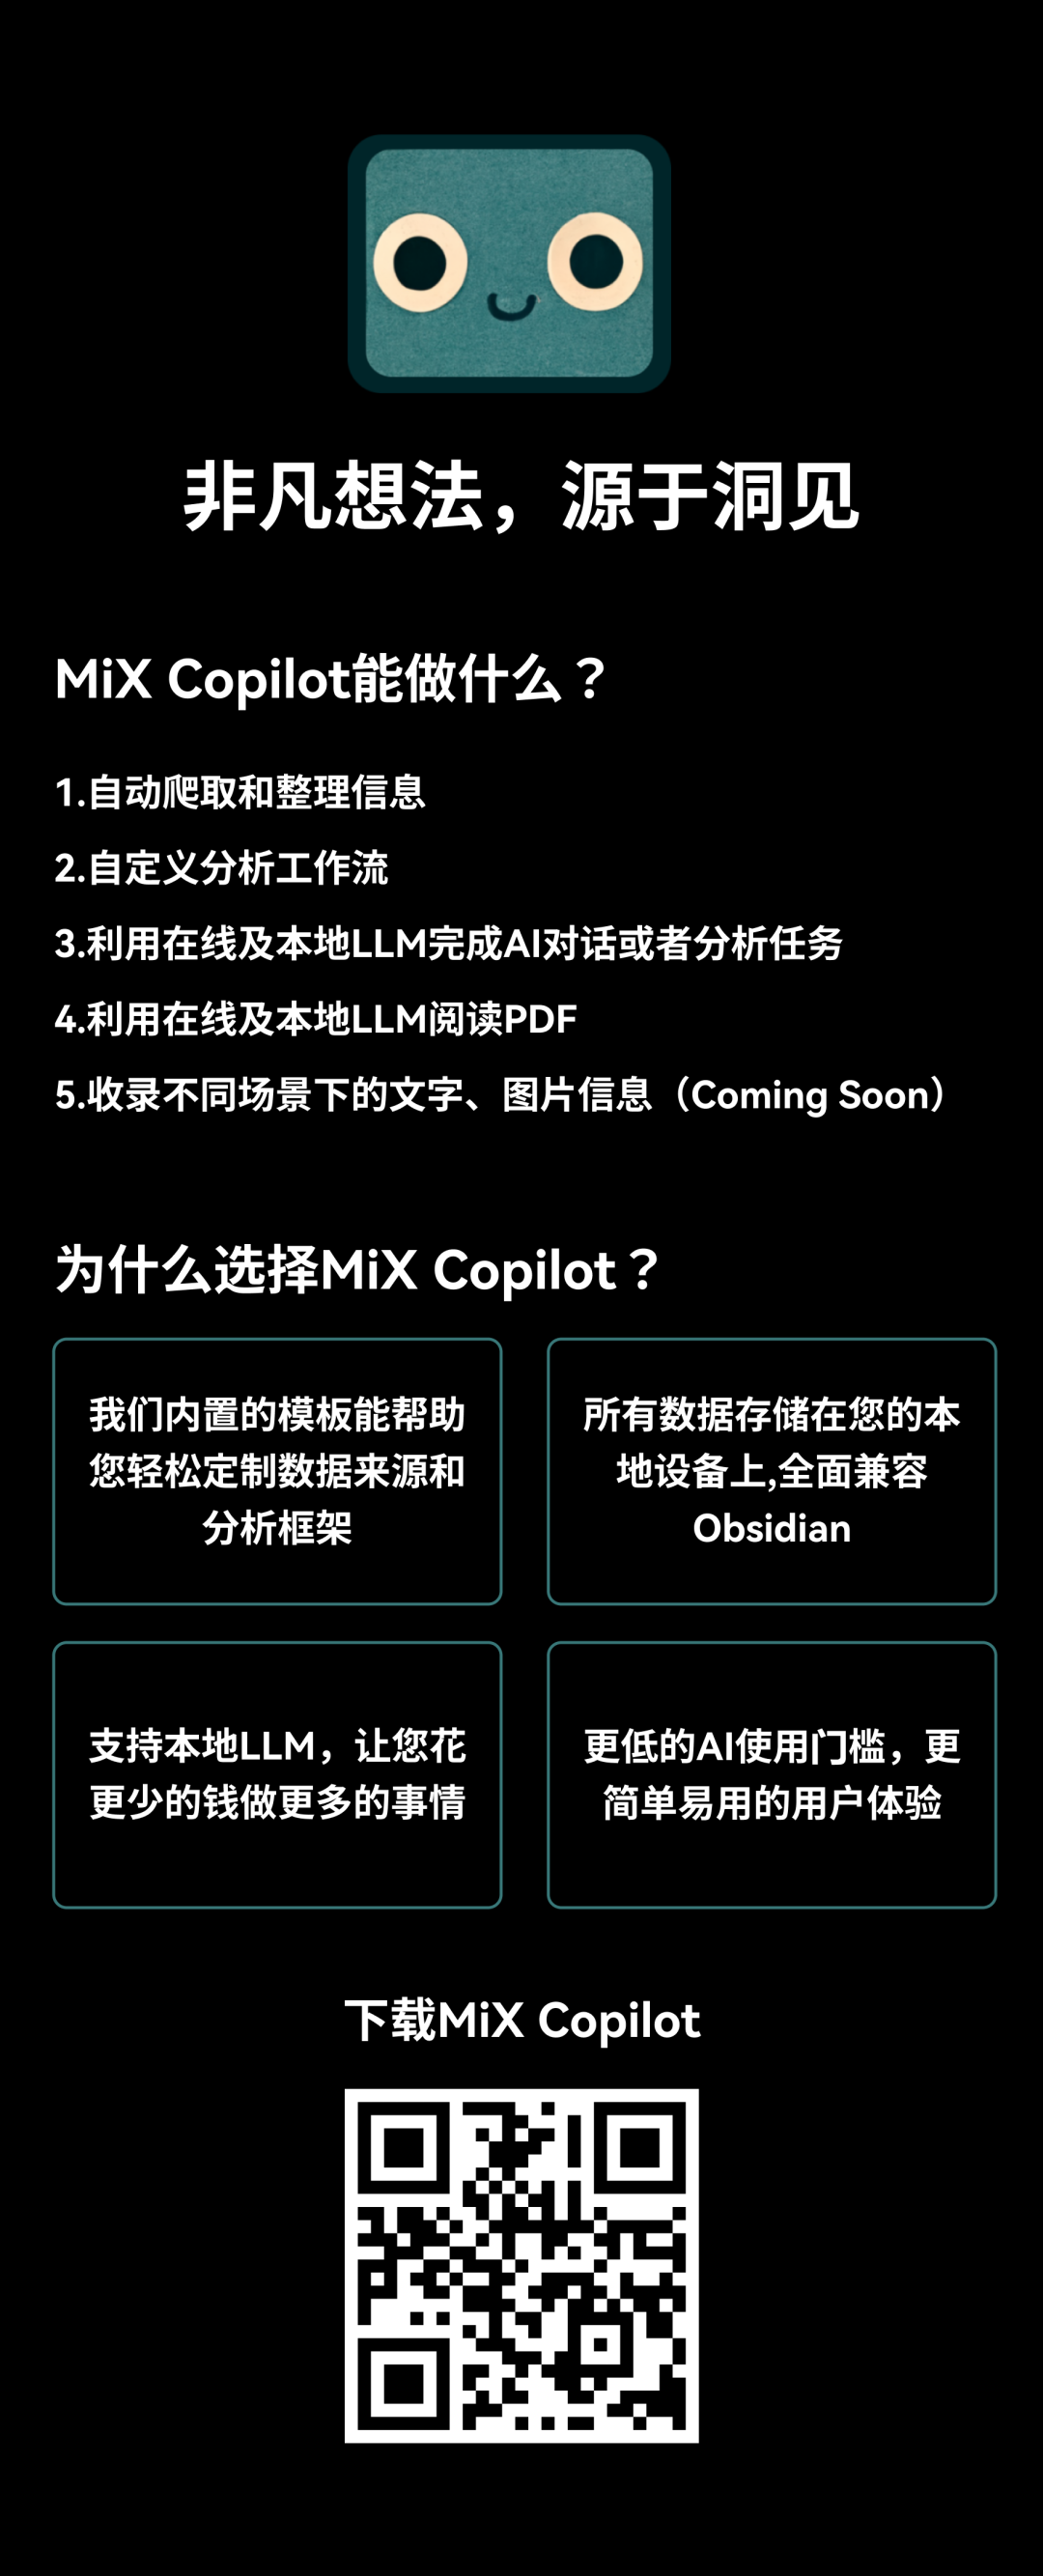 非凡想法，源于洞见
MiX Copilot能做什么？
1.自动爬取和整理信息
2.自定义分析工作流
3.利用在线及本地LLM完成AI对话或者分析任务
4.利用在线及本地LLM阅读PDF
5.收录不同场景下的文字、图片信息（Coming Soon）
为什么选择MiX Copilot？
我们内置的模板能帮助
您轻松定制数据来源和
分析框架
所有数据存储在您的本
地设备上,全面兼容
Obsidian
支持本地LLM，让您花
更少的钱做更多的事情
更低的AI使用门槛，更
简单易用的用户体验
下载MiX Copilot